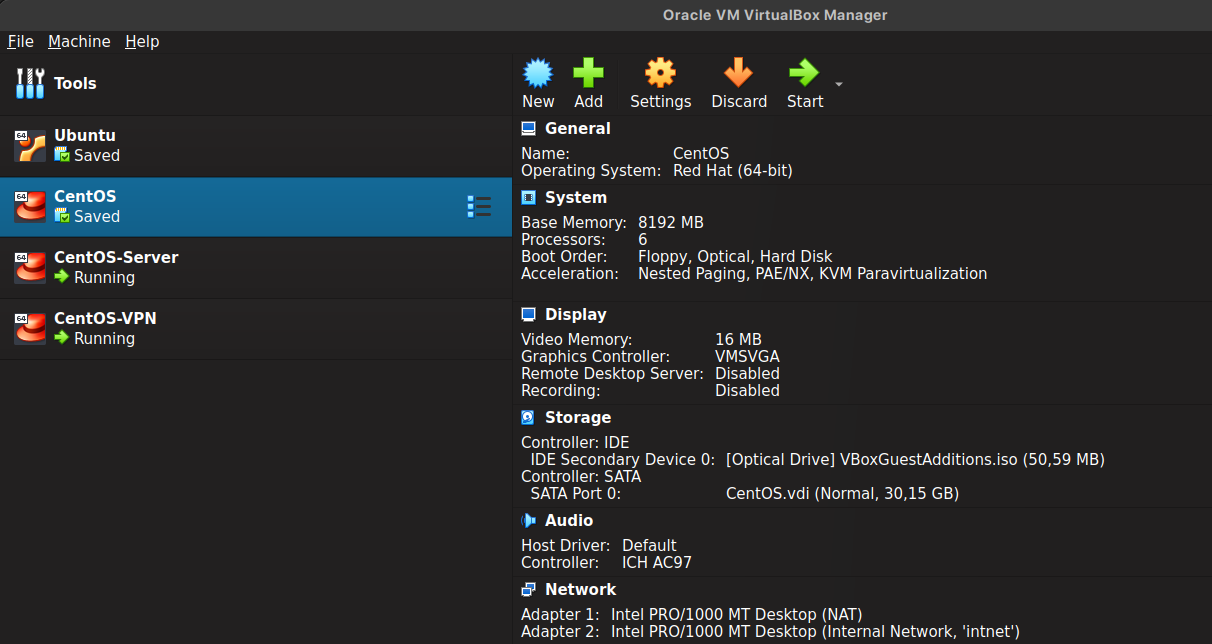 Oracle VM VirtualBox Manager
File Machine Help
Tools
64
Ubuntu
Saved
64
CentOS
Saved
64
CentOS-Server
Running
64
CentOS-VPN
Running
New Add Settings Discard Start
General
Name: CentOS
Operating System: Red Hat (64-bit)
System
Base Memory: 8192 MB
Processors: 6
Boot Order: Floppy, Optical, Hard Disk
Acceleration: Nested Paging, PAE/NX, KVM Paravirtualization
Display
Video Memory: 16 MB
Graphics Controller: VMSVGA
Remote Desktop Server: Disabled
Recording: Disabled
Storage
Controller: IDE
IDE Secondary Device 0: [Optical Drive] VBoxGuestAdditions.iso (50,59 MB)
Controller: SATA
SATA Port 0: CentOS.vdi (Normal, 30,15 GB)
Audio
Host Driver: Default
Controller: ICH AC97
Network
Adapter 1: Intel PRO/1000 MT Desktop (NAT)
Adapter 2: Intel PRO/1000 MT Desktop (Internal Network, 'intnet')